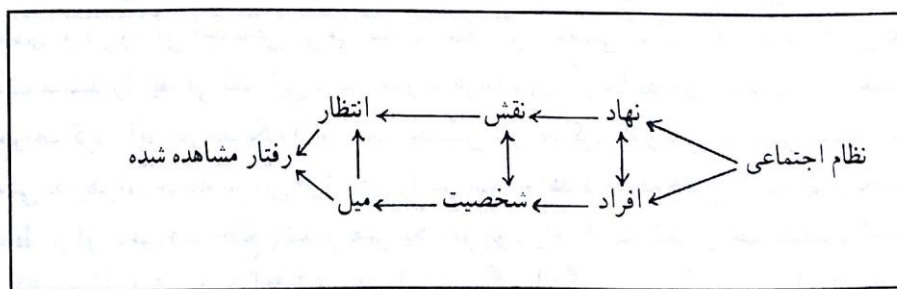 انتظار نقش نهاد
رفتار مشاهده شده نظام اجتماعی
میل شخصیت افراد